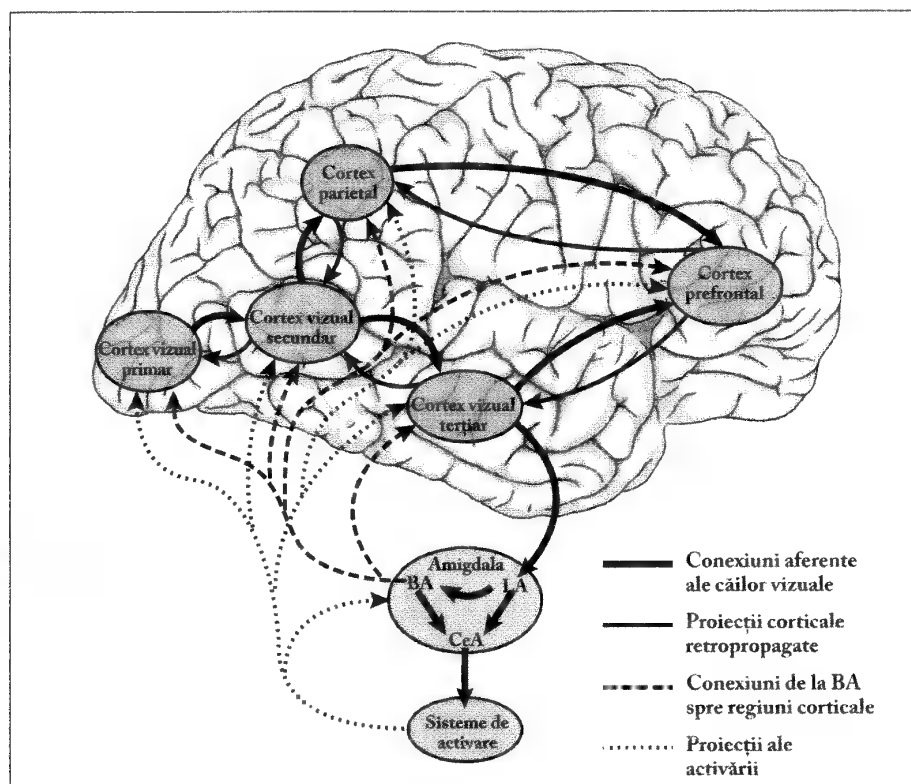 Cortex
parietal
Cortex
prefrontal
Cortex vizual
secundar
Cortex vizual
primar
Cortex vizual
terțiar
Amigdala
BA
LA
CeA
Sisteme de
activare
Conexiuni aferente
ale căilor vizuale
Proiecții corticale
retropropagate
Conexiuni de la BA
spre regiuni corticale
Proiecții ale
activării